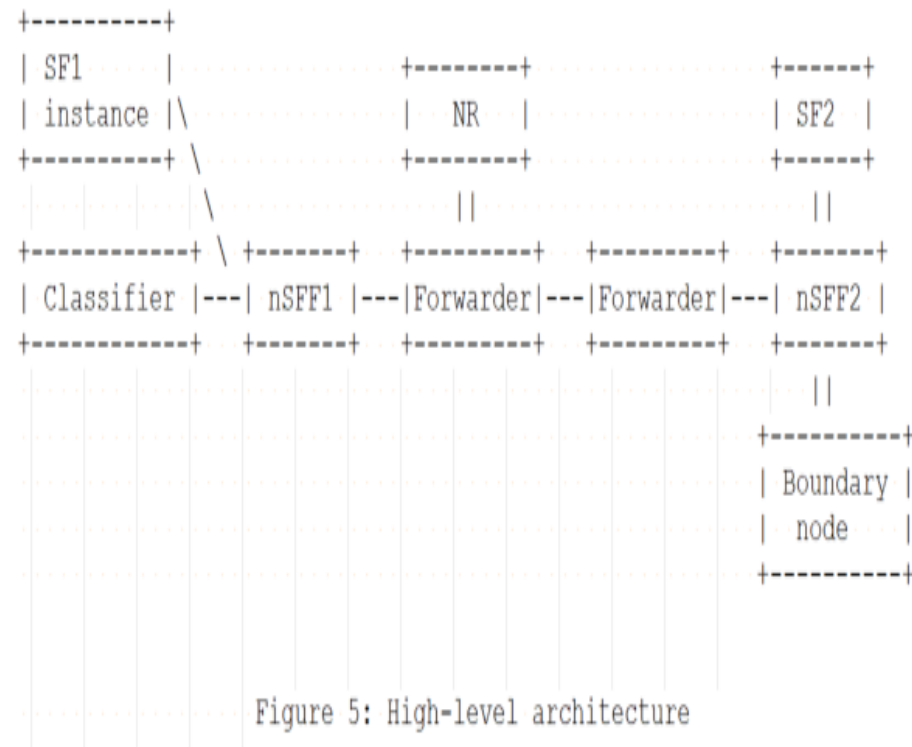 +----------+
| SF1      |                +--------+                +------+
| instance |\               |   NR   |                | SF2  |
+----------+ \              +--------+                +------+
              \                 ||                       ||
+------------+ \ +-------+  +---------+  +---------+  +-------+
| Classifier |---| nSFF1 |---|Forwarder|---|Forwarder|---| nSFF2 |
+------------+   +-------+  +---------+  +---------+  +-------+
                                                         ||
                                                     +----------+
                                                     | Boundary |
                                                     |  node    |
                                                     +----------+
Figure 5: High-level architecture